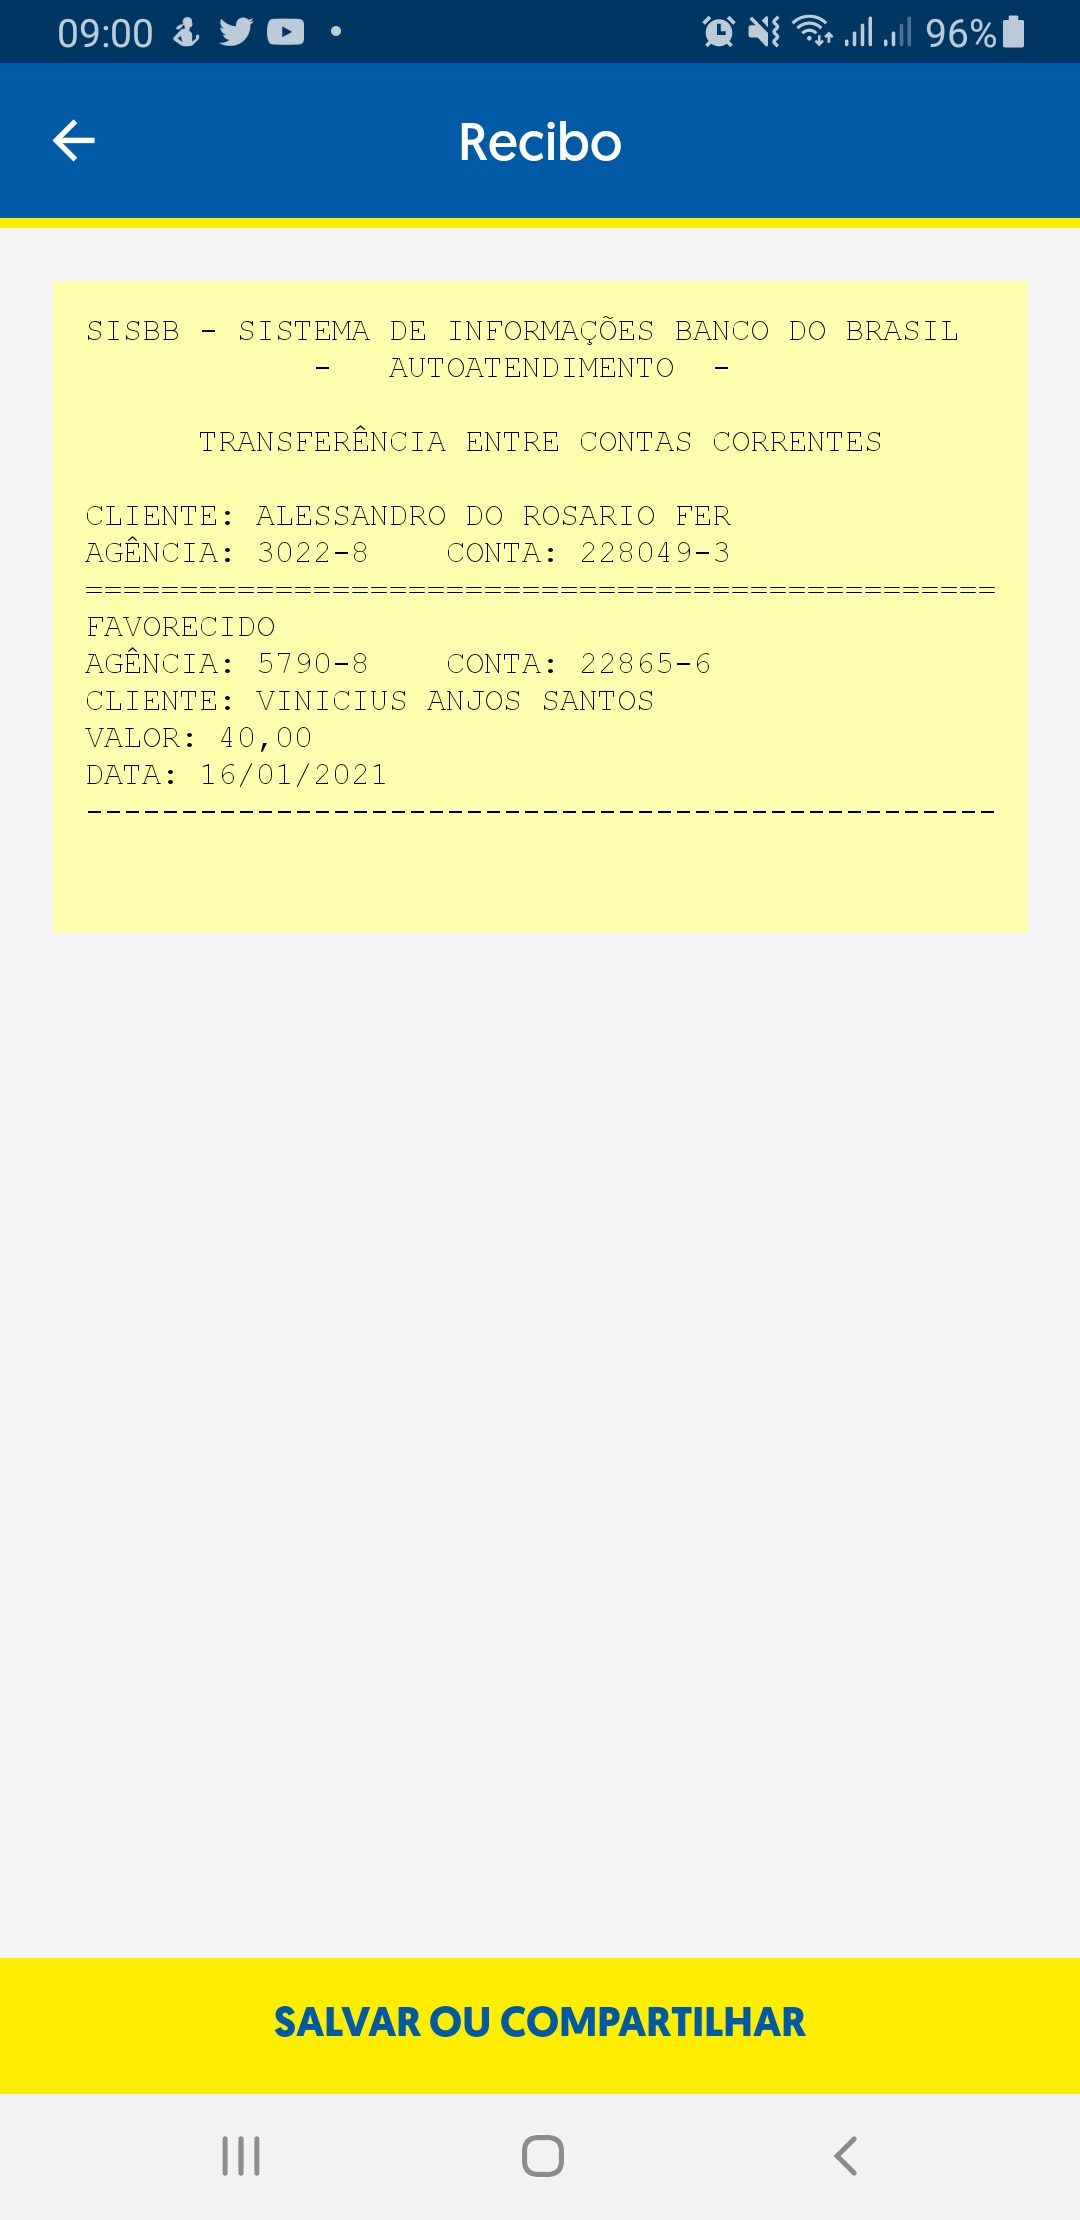 09:00 96%
Recibo
SISBB - SISTEMA DE INFORMAÇÕES BANCO DO BRASIL
- AUTOATENDIMENTO -
TRANSFERÊNCIA ENTRE CONTAS CORRENTES
CLIENTE: ALESSANDRO DO ROSARIO FER
AGÊNCIA: 3022-8 CONTA: 228049-3
================================================
FAVORECIDO
AGÊNCIA: 5790-8 CONTA: 22865-6
CLIENTE: VINICIUS ANJOS SANTOS
VALOR: 40,00
DATA: 16/01/2021
------------------------------------------------
SALVAR OU COMPARTILHAR